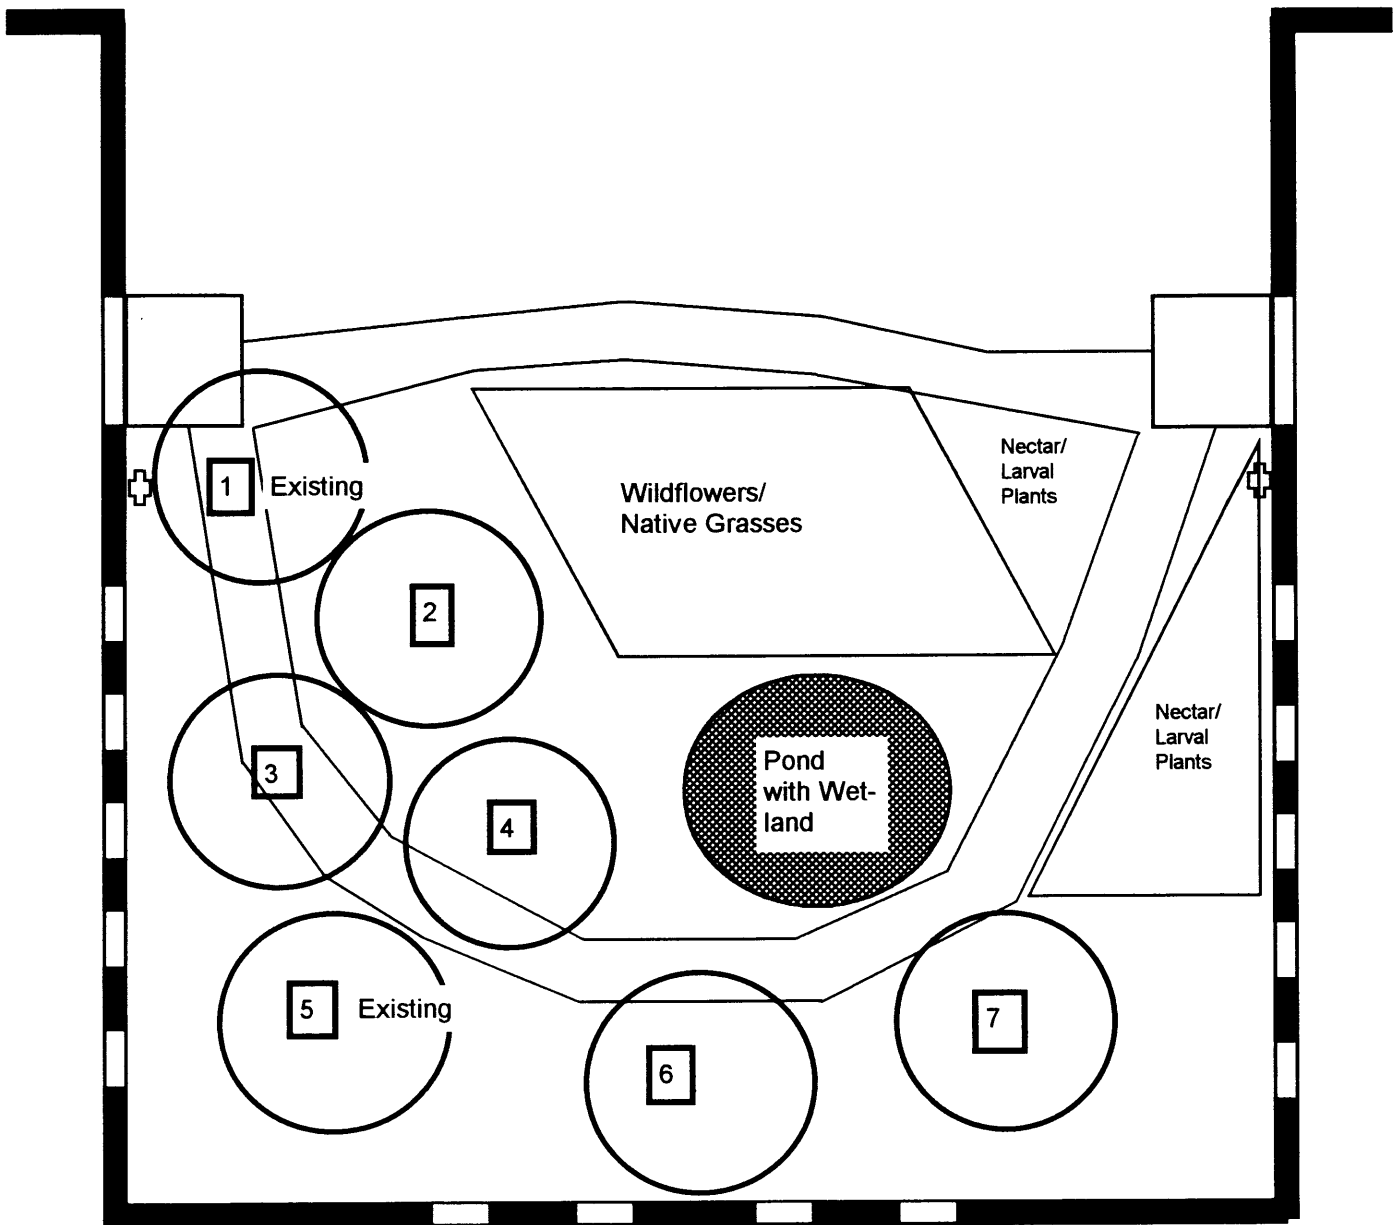 Nectar/
Larval
Plants
Wildflowers/
Native Grasses
1
Existing
2
Nectar/
Larval
Plants
3
Pond
with Wet-
land
4
5
Existing
6
7